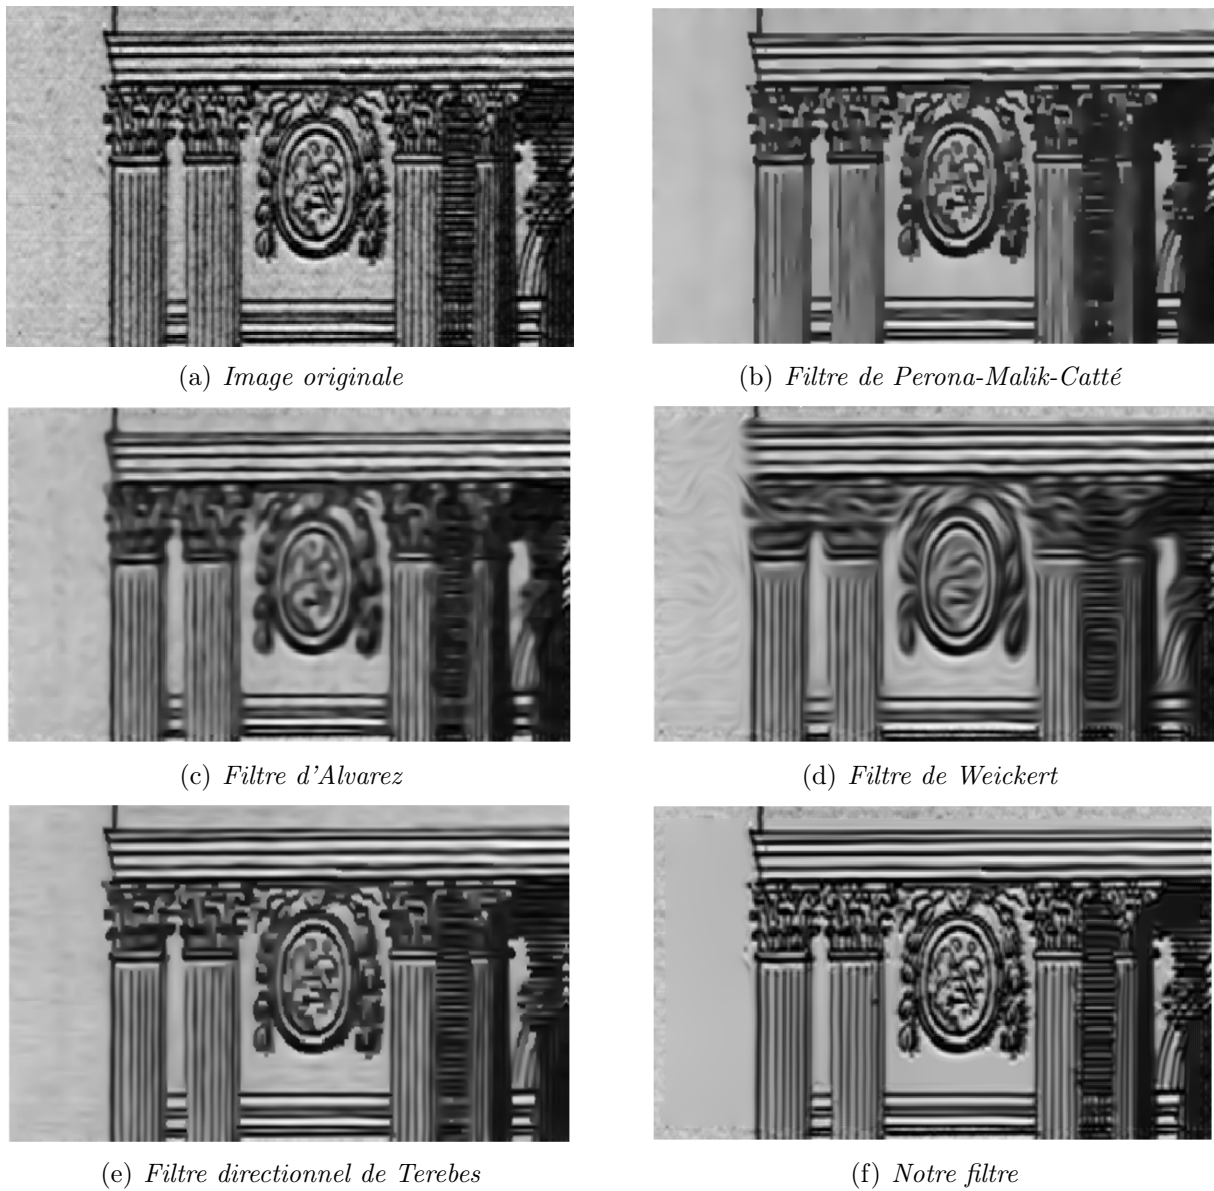 (a) Image originale
(b) Filtre de Perona-Malik-Catté
(c) Filtre d'Alvarez
(d) Filtre de Weickert
(e) Filtre directionnel de Terebes
(f) Notre filtre